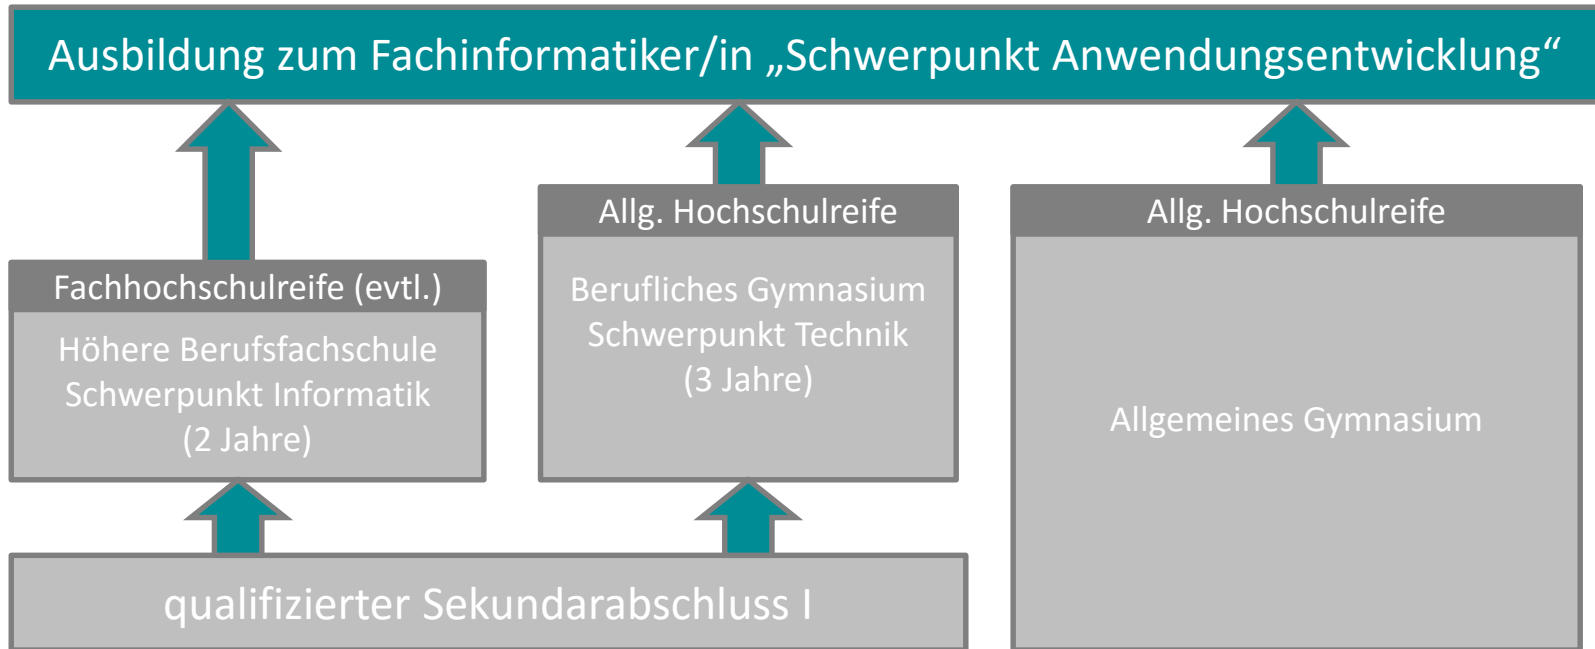 Ausbildung zum Fachinformatiker/in „Schwerpunkt Anwendungsentwicklung“
Fachhochschulreife (evtl.)
Höhere Berufsfachschule
Schwerpunkt Informatik
(2 Jahre)
Allg. Hochschulreife
Berufliches Gymnasium
Schwerpunkt Technik
(3 Jahre)
Allg. Hochschulreife
Allgemeines Gymnasium
qualifizierter Sekundarabschluss I